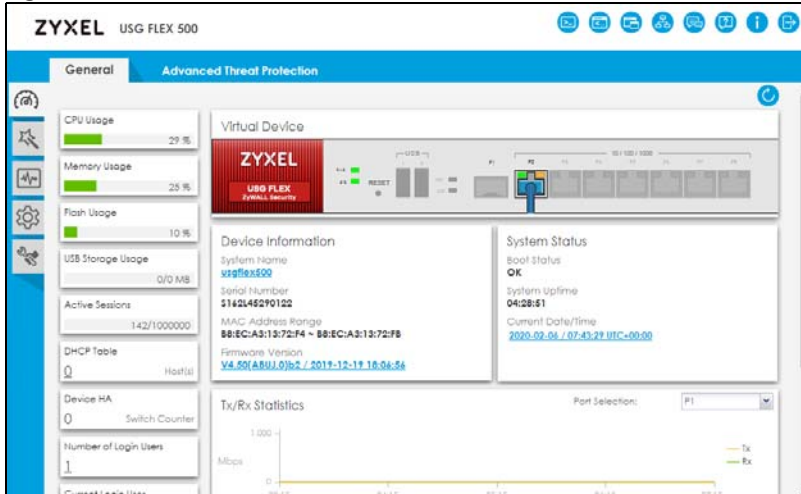 ZYXEL USG FLEX 500
General
Advanced Threat Protection
CPU Usage
29 %
Memory Usage
25 %
Flash Usage
10 %
USB Storage Usage
0/0 MB
Active Sessions
142/1000000
DHCP Table
0 Host(s)
Device HA
0 Switch Counter
Number of Login Users
1
Virtual Device
ZYXEL
USG FLEX
ZyWALL Security
RESET
USB
P1
P2
10 / 100 / 1000
Device Information
System Name
usgflex500
Serial Number
S162L45290122
MAC Address Range
B8:EC:A3:13:72:F4 ~ B8:EC:A3:13:72:FB
Firmware Version
V4.50(ABUJ.0)b2 / 2019-12-19 18:06:56
System Status
Boot Status
OK
System Uptime
04:28:51
Current Date/Time
2020-02-06 / 07:43:29 UTC+00:00
Tx/Rx Statistics
Port Selection:
P1
1.000
Mbps
0
Tx
Rx